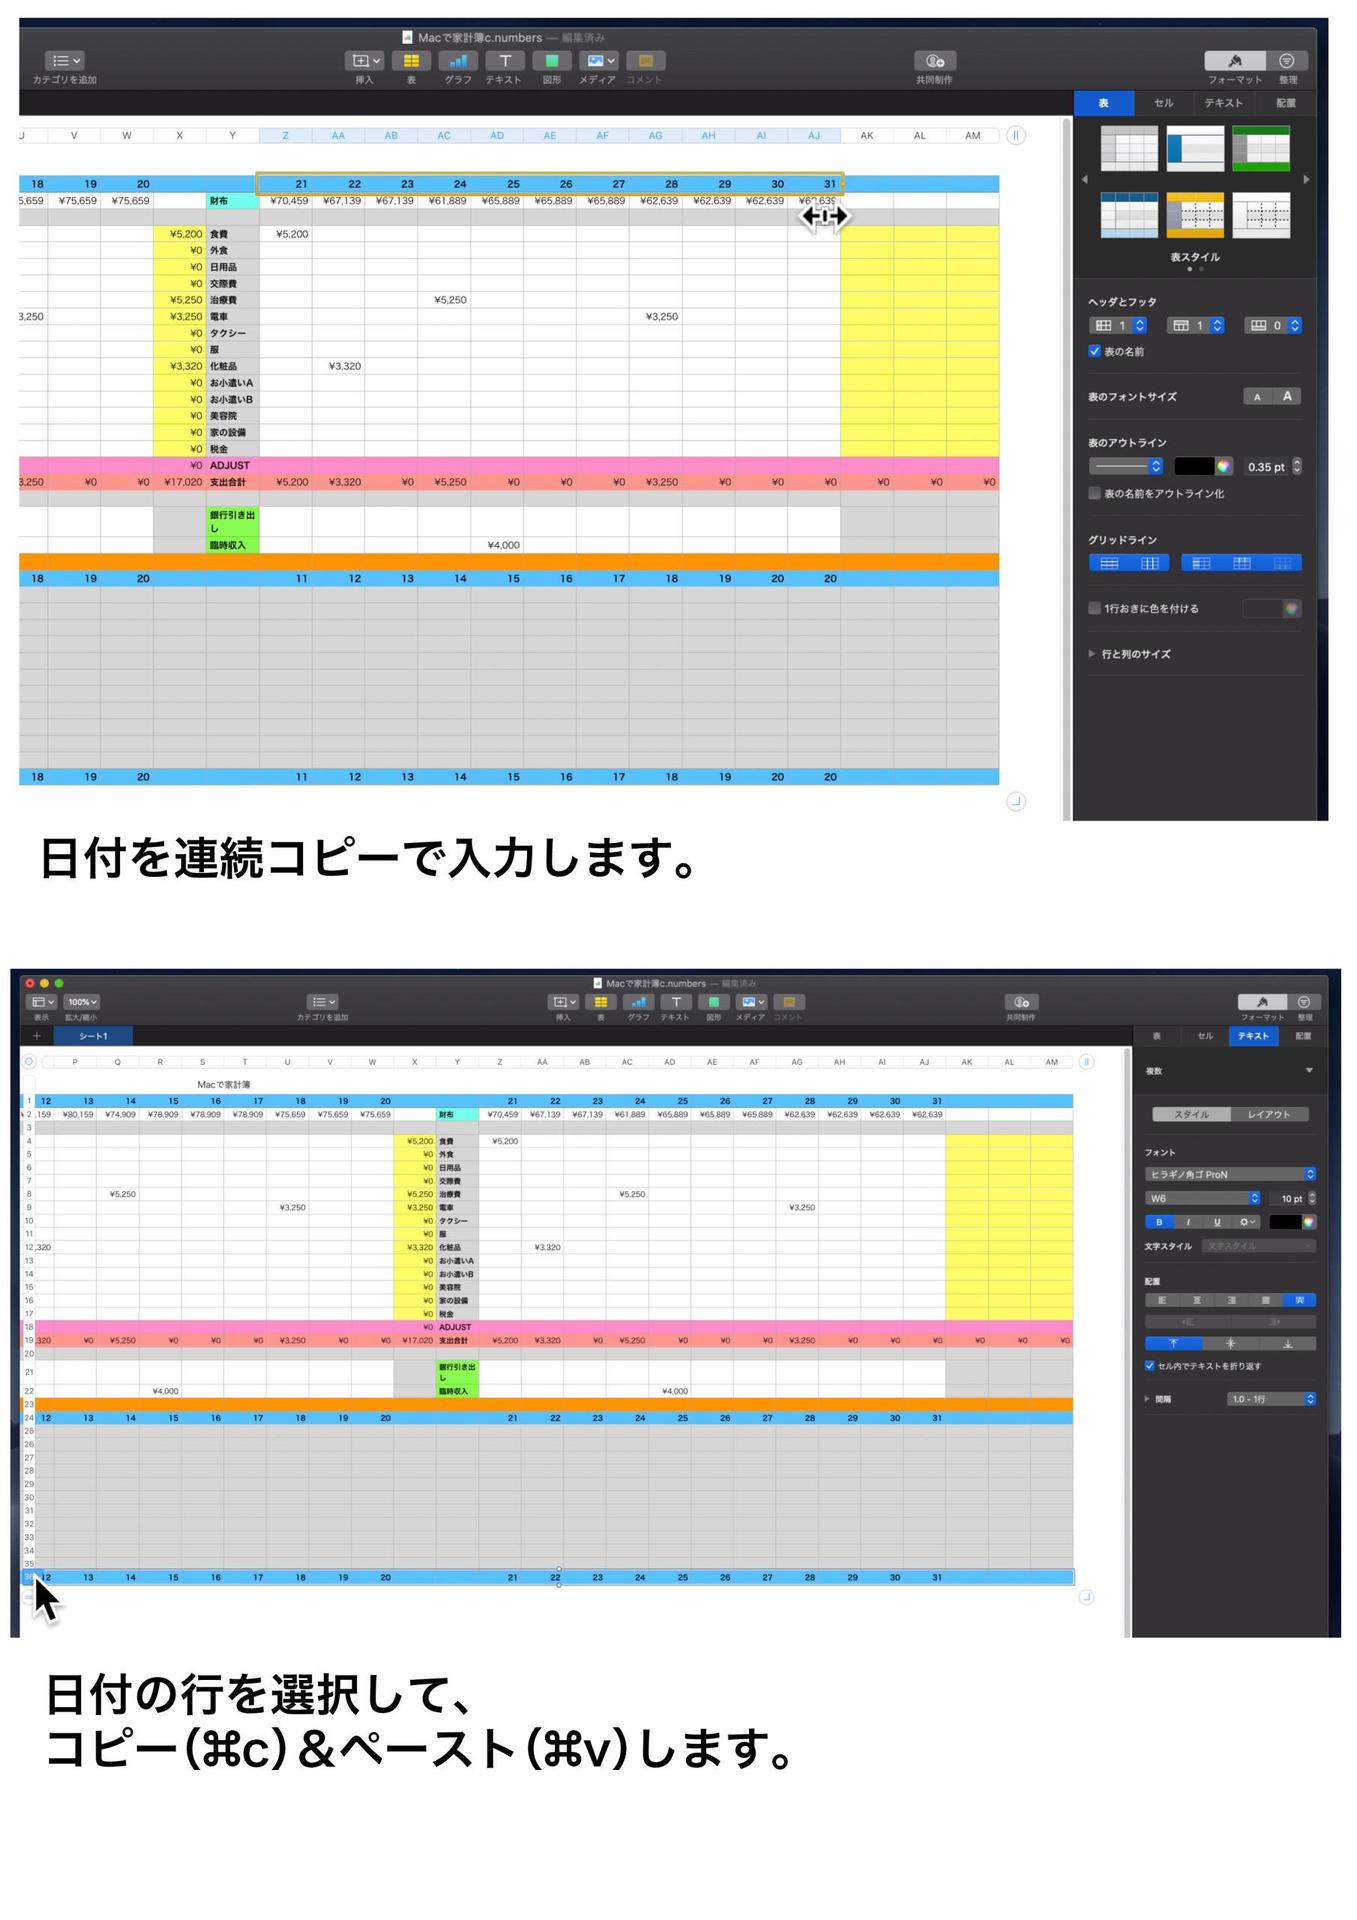 Macで家計簿c.numbers — 編集済み
カテゴリを追加 挿入 表 グラフ テキスト 図形 メディア コメント 共同制作 フォーマット 整理
表 セル テキスト 配置
V W X Y Z AA AB AC AD AE AF AG AH AI AJ AK AL AM
18 19 20 21 22 23 24 25 26 27 28 29 30 31
5,659 ¥75,659 ¥75,659 財布 ¥70,459 ¥67,139 ¥67,139 ¥61,889 ¥65,889 ¥65,889 ¥65,889 ¥62,639 ¥62,639 ¥62,639 ¥62,639
¥5,200 食費 ¥5,200
¥0 外食
¥0 日用品
¥0 交際費
¥5,250 治療費 ¥5,250
3,250 ¥3,250 電車 ¥3,250
¥0 タクシー
¥0 服
¥3,320 化粧品 ¥3,320
¥0 お小遣いA
¥0 お小遣いB
¥0 美容院
¥0 家の設備
¥0 税金
¥0 ADJUST
3,250 ¥0 ¥0 ¥17,020 支出合計 ¥5,200 ¥3,320 ¥0 ¥5,250 ¥0 ¥0 ¥0 ¥3,250 ¥0 ¥0 ¥0 ¥0 ¥0 ¥0
銀行引き出
し
臨時収入 ¥4,000
18 19 20 11 12 13 14 15 16 17 18 19 20 20
18 19 20 11 12 13 14 15 16 17 18 19 20 20
表スタイル
ヘッダとフッタ
1 1 0
表の名前
表のフォントサイズ A A
表のアウトライン
0.35 pt
表の名前をアウトライン化
グリッドライン
1行おきに色を付ける
行と列のサイズ
日付を連続コピーで入力します。
Macで家計簿c.numbers — 編集済み
100%
表示 拡大/縮小 カテゴリを追加 挿入 表 グラフ テキスト 図形 メディア コメント 共同制作 フォーマット 整理
シート1
表 セル テキスト 配置
P Q R S T U V W X Y Z AA AB AC AD AE AF AG AH AI AJ AK AL AM
Macで家計簿
1 12 13 14 15 16 17 18 19 20 21 22 23 24 25 26 27 28 29 30 31
2 ,159 ¥80,159 ¥74,909 ¥78,909 ¥78,909 ¥78,909 ¥75,659 ¥75,659 ¥75,659 財布 ¥70,459 ¥67,139 ¥67,139 ¥61,889 ¥65,889 ¥65,889 ¥65,889 ¥62,639 ¥62,639 ¥62,639 ¥62,639
3
4 ¥5,200 食費 ¥5,200
5 ¥0 外食
6 ¥0 日用品
7 ¥0 交際費
8 ¥5,250 ¥5,250 治療費 ¥5,250
9 ¥3,250 ¥3,250 電車 ¥3,250
10 ¥0 タクシー
11 ¥0 服
12 ,320 ¥3,320 化粧品 ¥3,320
13 ¥0 お小遣いA
14 ¥0 お小遣いB
15 ¥0 美容院
16 ¥0 家の設備
17 ¥0 税金
18 ¥0 ADJUST
19 ,320 ¥0 ¥5,250 ¥0 ¥0 ¥0 ¥3,250 ¥0 ¥0 ¥17,020 支出合計 ¥5,200 ¥3,320 ¥0 ¥5,250 ¥0 ¥0 ¥0 ¥3,250 ¥0 ¥0 ¥0 ¥0 ¥0 ¥0
20
21 銀行引き出
し
22 ¥4,000 臨時収入 ¥4,000
23
24 12 13 14 15 16 17 18 19 20 21 22 23 24 25 26 27 28 29 30 31
25
26
27
28
29
30
31
32
33
34
35
36 12 13 14 15 16 17 18 19 20 21 22 23 24 25 26 27 28 29 30 31
複数
スタイル レイアウト
フォント
ヒラギノ角ゴ ProN
W6 10 pt
B I U
文字スタイル 文字スタイル
配置
セル内でテキストを折り返す
間隔 1.0 - 1行
日付の行を選択して、
コピー(⌘c)&ペースト(⌘v)します。